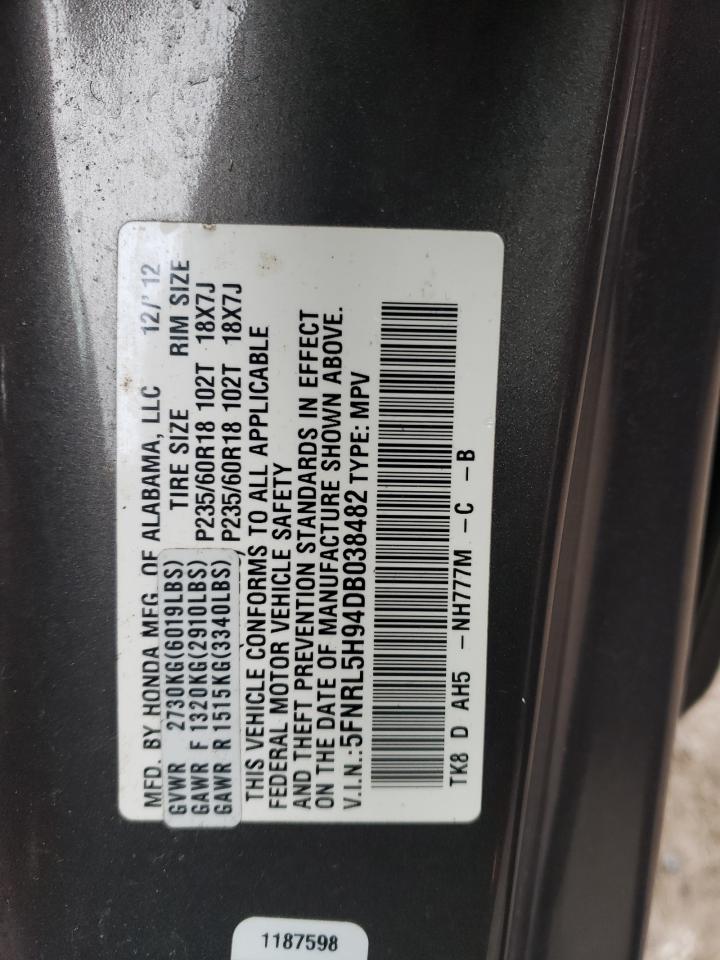 MFD. BY HONDA MFG. OF ALABAMA, LLC 12/'12
GVWR 2730KG(6019LBS) TIRE SIZE RIM SIZE
GAWR F 1320KG(2910LBS) P235/60R18 102T 18X7J
GAWR R 1515KG(3340LBS) P235/60R18 102T 18X7J
THIS VEHICLE CONFORMS TO ALL APPLICABLE
FEDERAL MOTOR VEHICLE SAFETY
AND THEFT PREVENTION STANDARDS IN EFFECT
ON THE DATE OF MANUFACTURE SHOWN ABOVE.
V.I.N.:5FNRL5H94DB038482 TYPE: MPV
TK8 D AH5 -NH777M -C -B
1187598